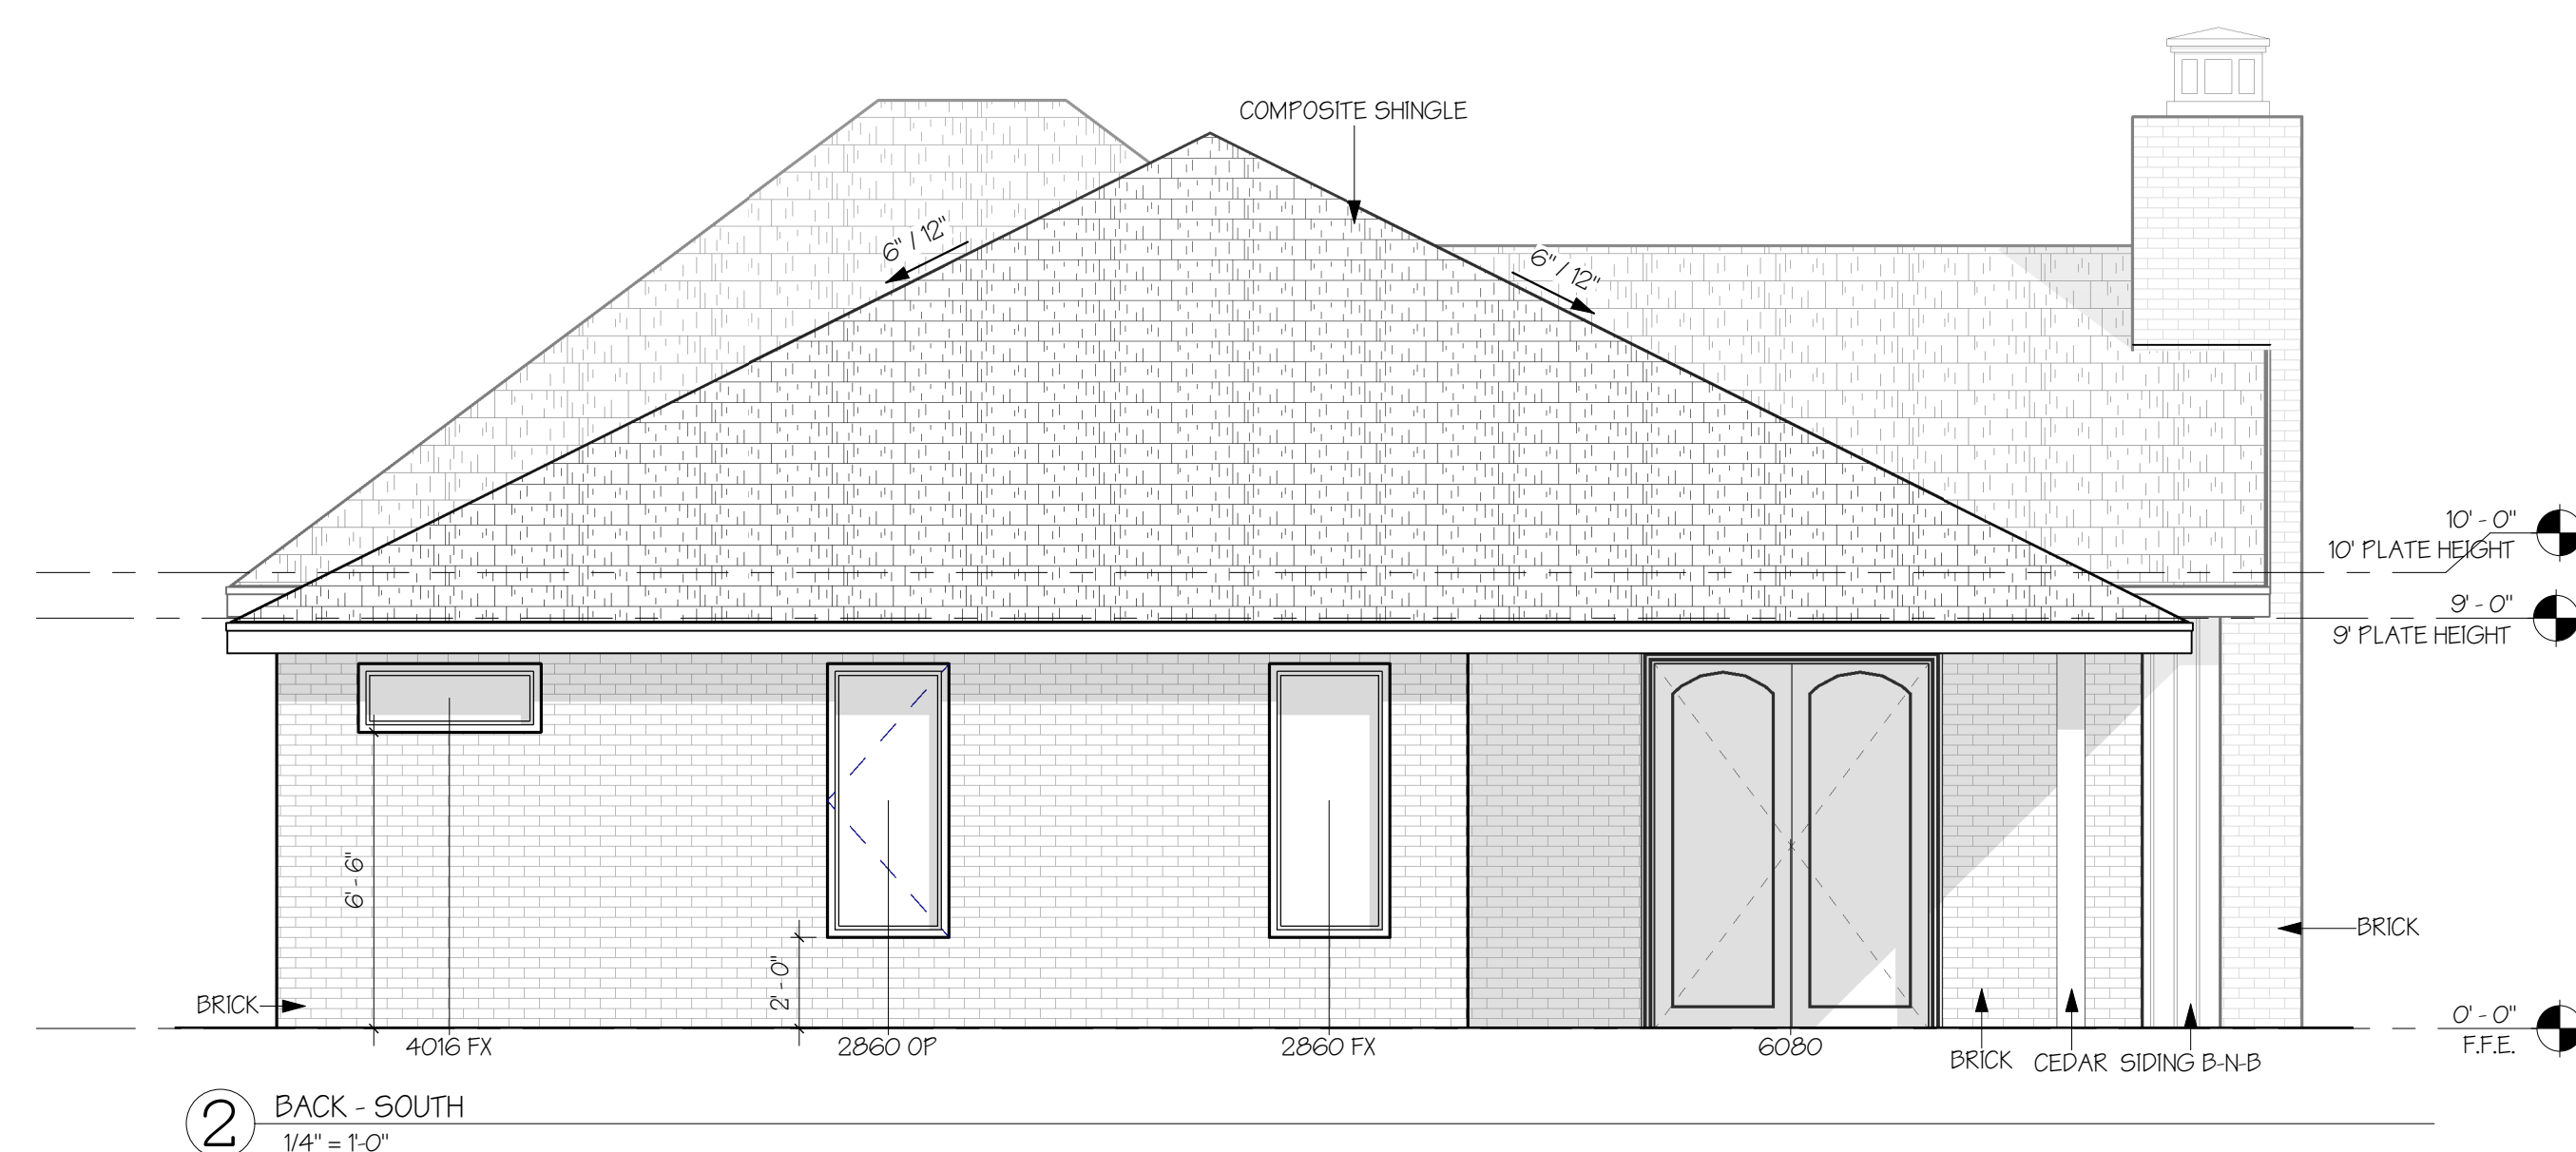 COMPOSITE SHINGLE
6" / 12"
6" / 12"
10' - 0"
10' PLATE HEIGHT
9' - 0"
9' PLATE HEIGHT
6' - 6"
2' - 0"
BRICK
BRICK
0' - 0"
F.F.E.
4016 FX
2860 OP
2860 FX
6080
BRICK
CEDAR
SIDING B-N-B
2
BACK - SOUTH
1/4" = 1'-0"